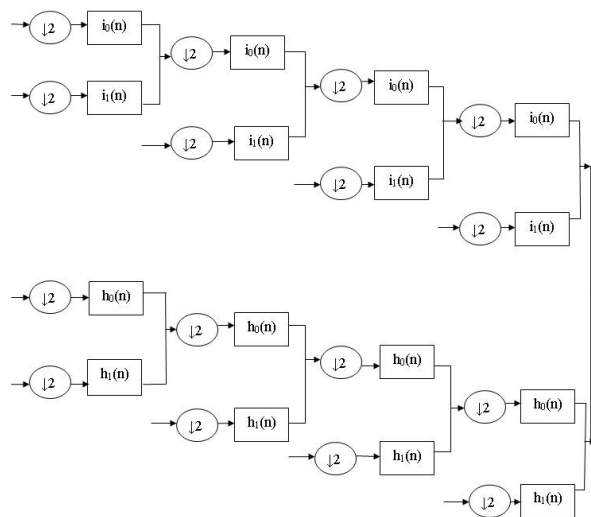 ↓2 i₀(n)
↓2 i₀(n)
↓2 i₀(n)
↓2 i₁(n)
↓2 i₀(n)
↓2 i₁(n)
↓2 i₁(n)
↓2 i₁(n)
↓2 h₀(n)
↓2 h₀(n)
↓2 h₀(n)
↓2 h₁(n)
↓2 h₀(n)
↓2 h₁(n)
↓2 h₁(n)
↓2 h₁(n)